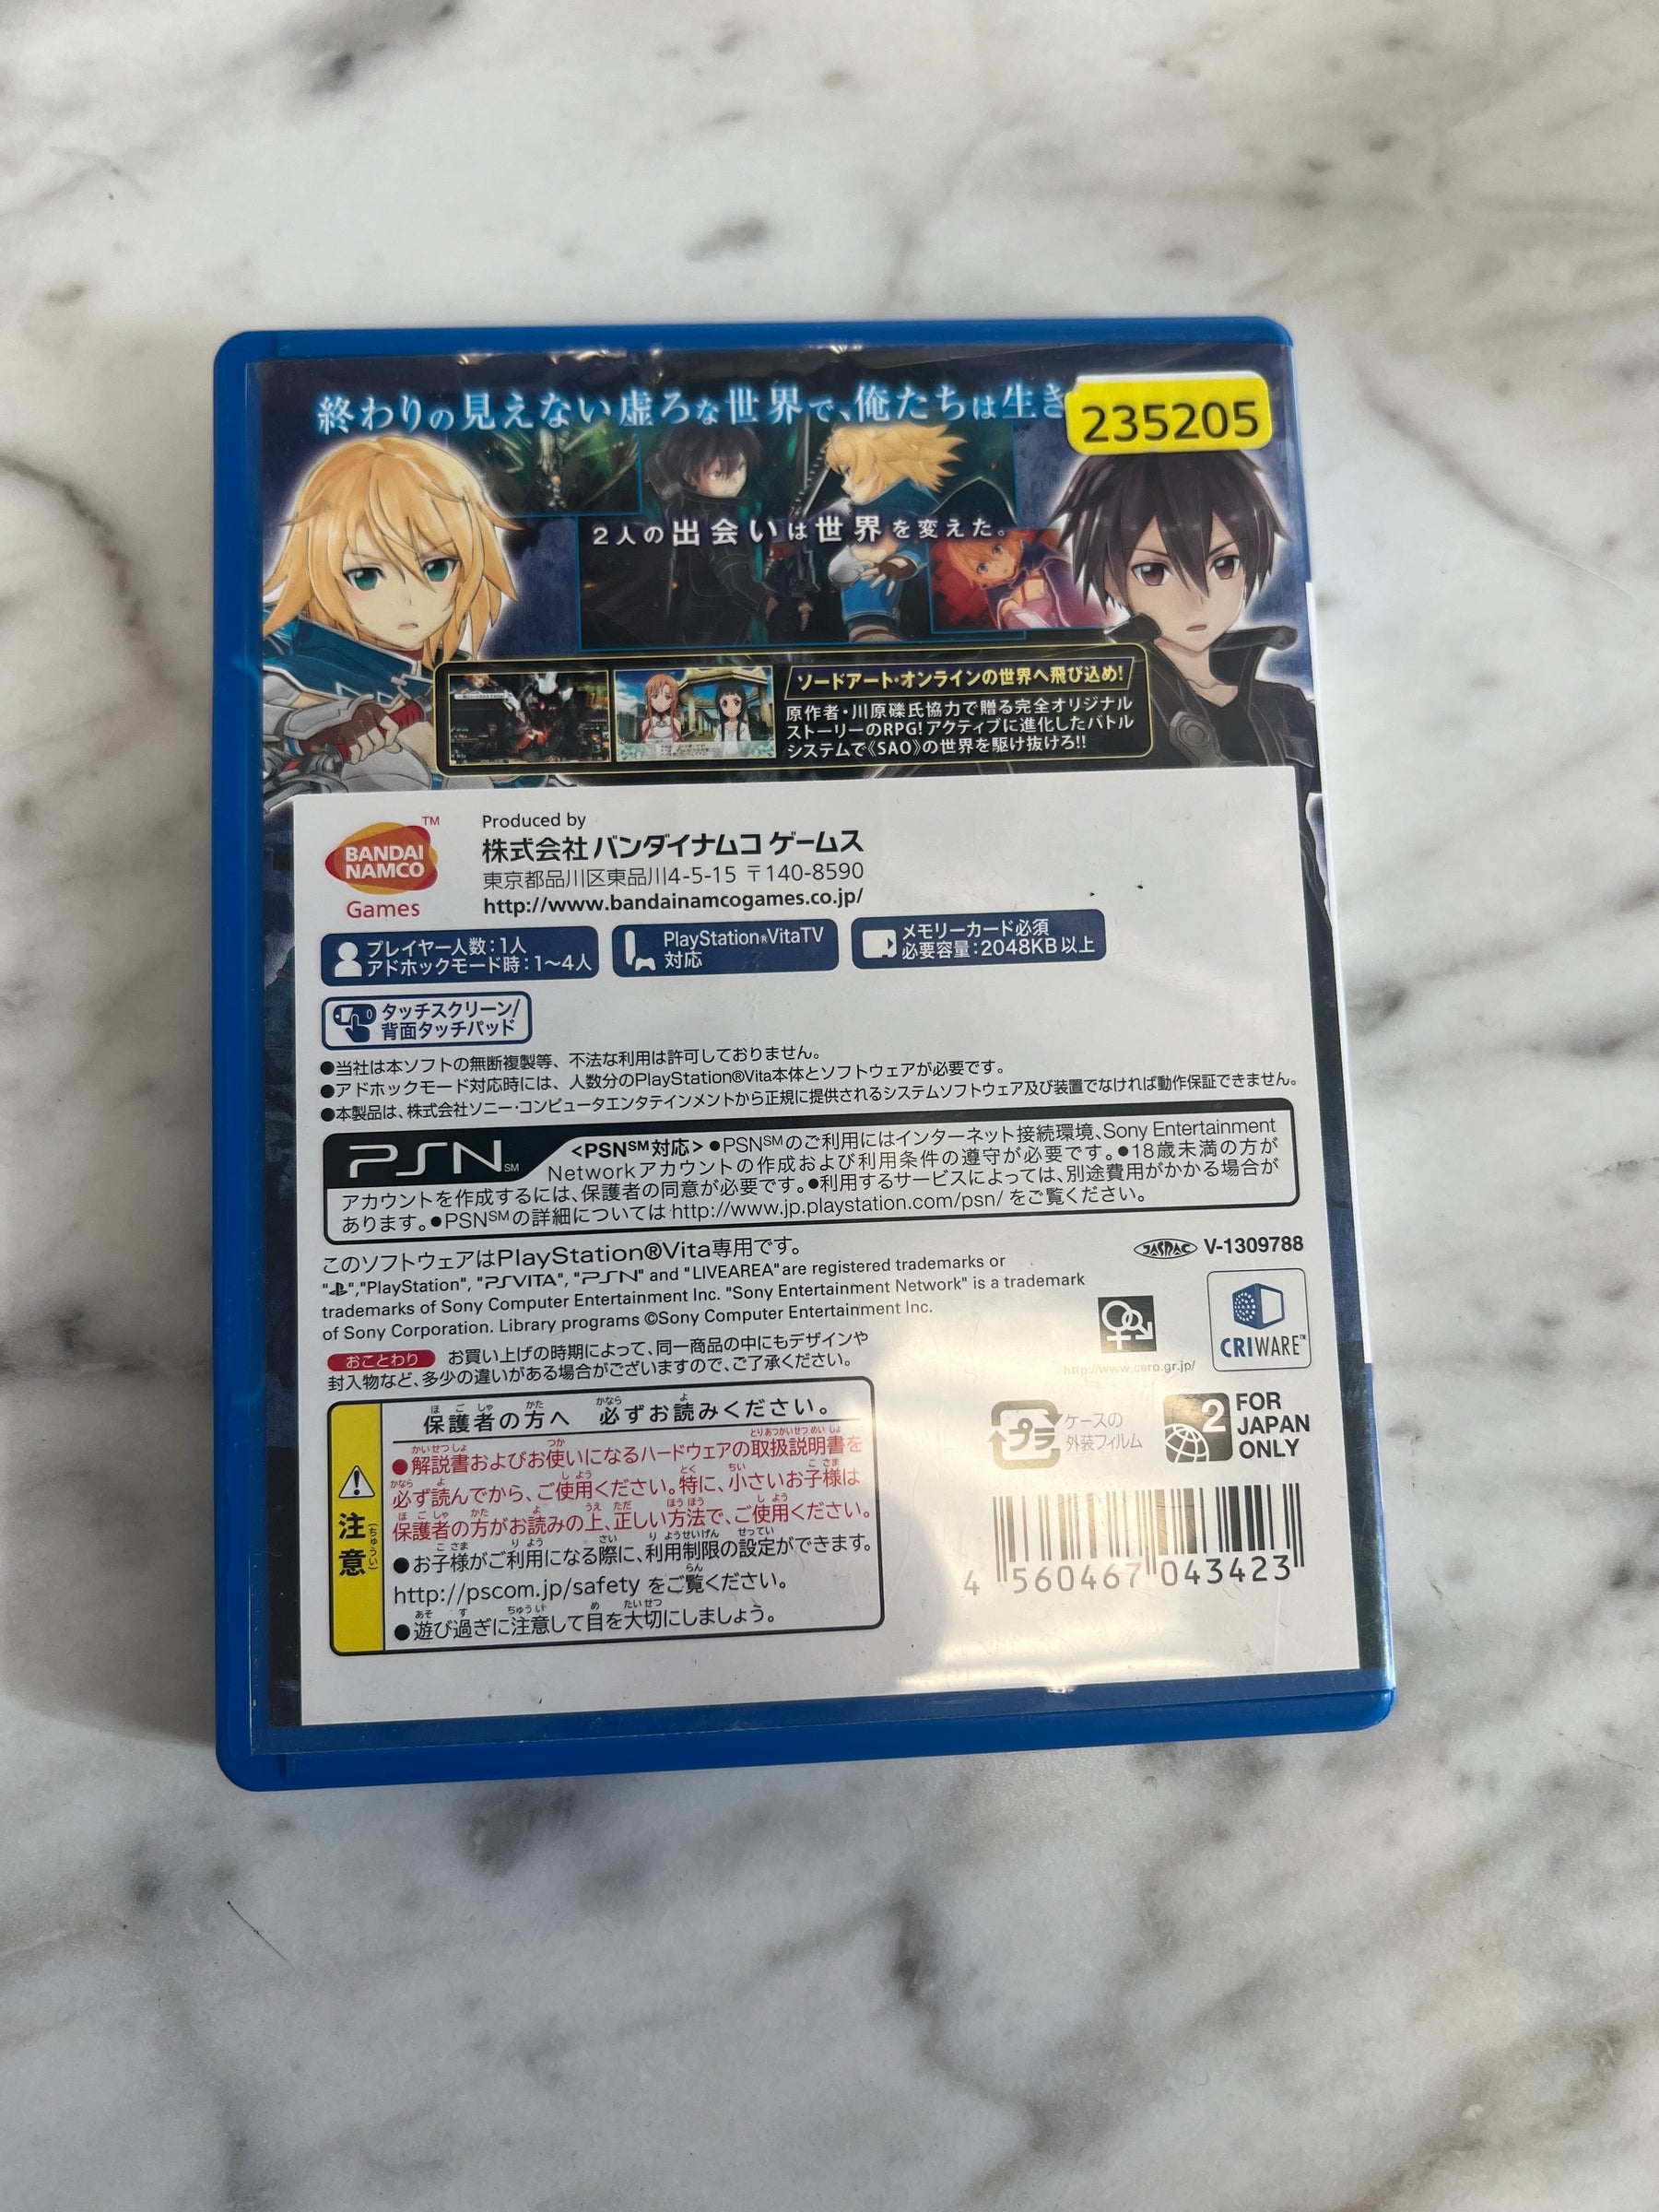 終わりの見えない虚ろな世界で、俺たちは生き
235205
2人の出会いは世界を変えた。
ソードアート・オンラインの世界へ飛び込め!
原作者・川原礫氏協力で贈る完全オリジナル
ストーリーのRPG!アクティブに進化したバトル
システムで《SAO》の世界を駆け抜けろ!!
BANDAI
NAMCO
TM
Games
Produced by
株式会社 バンダイナムコ ゲームス
東京都品川区東品川4-5-15 〒140-8590
http://www.bandainamcogames.co.jp/
プレイヤー人数:1人
アドホックモード時:1〜4人
PlayStation®VitaTV
対応
メモリーカード必須
必要容量:2048KB以上
タッチスクリーン/
背面タッチパッド
●当社は本ソフトの無断複製等、不法な利用は許可しておりません。
●アドホックモード対応時には、人数分のPlayStation®Vita本体とソフトウェアが必要です。
●本製品は、株式会社ソニー・コンピュータエンタテインメントから正規に提供されるシステムソフトウェア及び装置でなければ動作保証できません。
PSN SM
<PSN℠対応>●PSN℠のご利用にはインターネット接続環境、Sony Entertainment
Networkアカウントの作成および利用条件の遵守が必要です。●18歳未満の方が
アカウントを作成するには、保護者の同意が必要です。●利用するサービスによっては、別途費用がかかる場合が
あります。●PSN℠の詳細については http://www.jp.playstation.com/psn/ をご覧ください。
このソフトウェアはPlayStation®Vita専用です。
JASRAC V-1309788
"PS", "PlayStation", "PSVITA", "PSN" and "LIVEAREA" are registered trademarks or
trademarks of Sony Computer Entertainment Inc. "Sony Entertainment Network" is a trademark
of Sony Corporation. Library programs ©Sony Computer Entertainment Inc.
おことわり お買い上げの時期によって、同一商品の中にもデザインや
封入物など、多少の違いがある場合がございますので、ご了承ください。
http://www.cero.gr.jp/
CRIWARE™
保護者の方へ 必ずお読みください。
●解説書およびお使いになるハードウェアの取扱説明書を
必ず読んでから、ご使用ください。特に、小さいお子様は
保護者の方がお読みの上、正しい方法で、ご使用ください。
●お子様がご利用になる際に、利用制限の設定ができます。
http://pscom.jp/safety をご覧ください。
●遊び過ぎに注意して目を大切にしましょう。
注意(ちゅうい)
プラ
ケースの
外装フィルム
2
FOR
JAPAN
ONLY
4 560467 043423